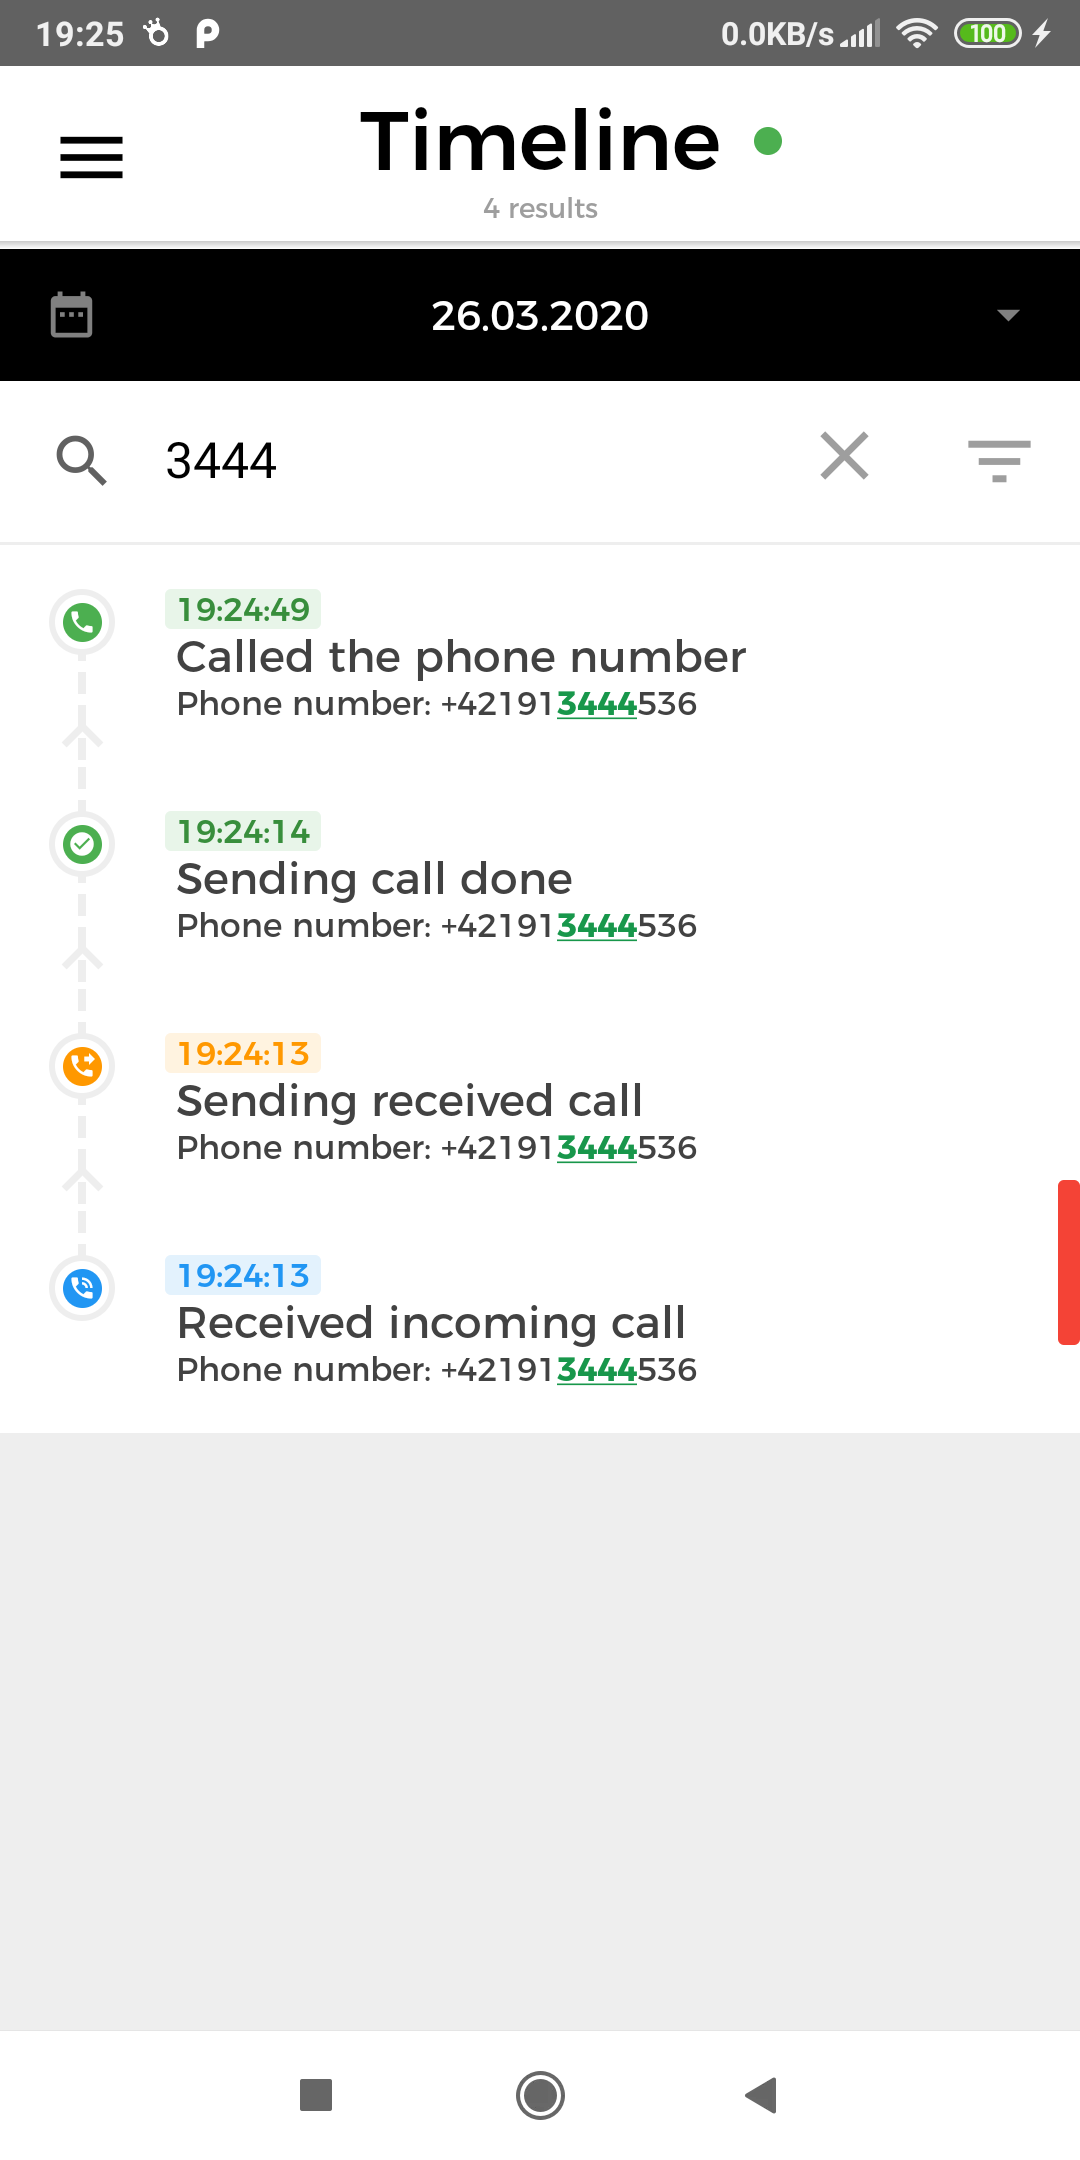 19:25 0.0KB/s 100
Timeline
4 results
26.03.2020
3444
19:24:49
Called the phone number
Phone number: +421913444536
19:24:14
Sending call done
Phone number: +421913444536
19:24:13
Sending received call
Phone number: +421913444536
19:24:13
Received incoming call
Phone number: +421913444536